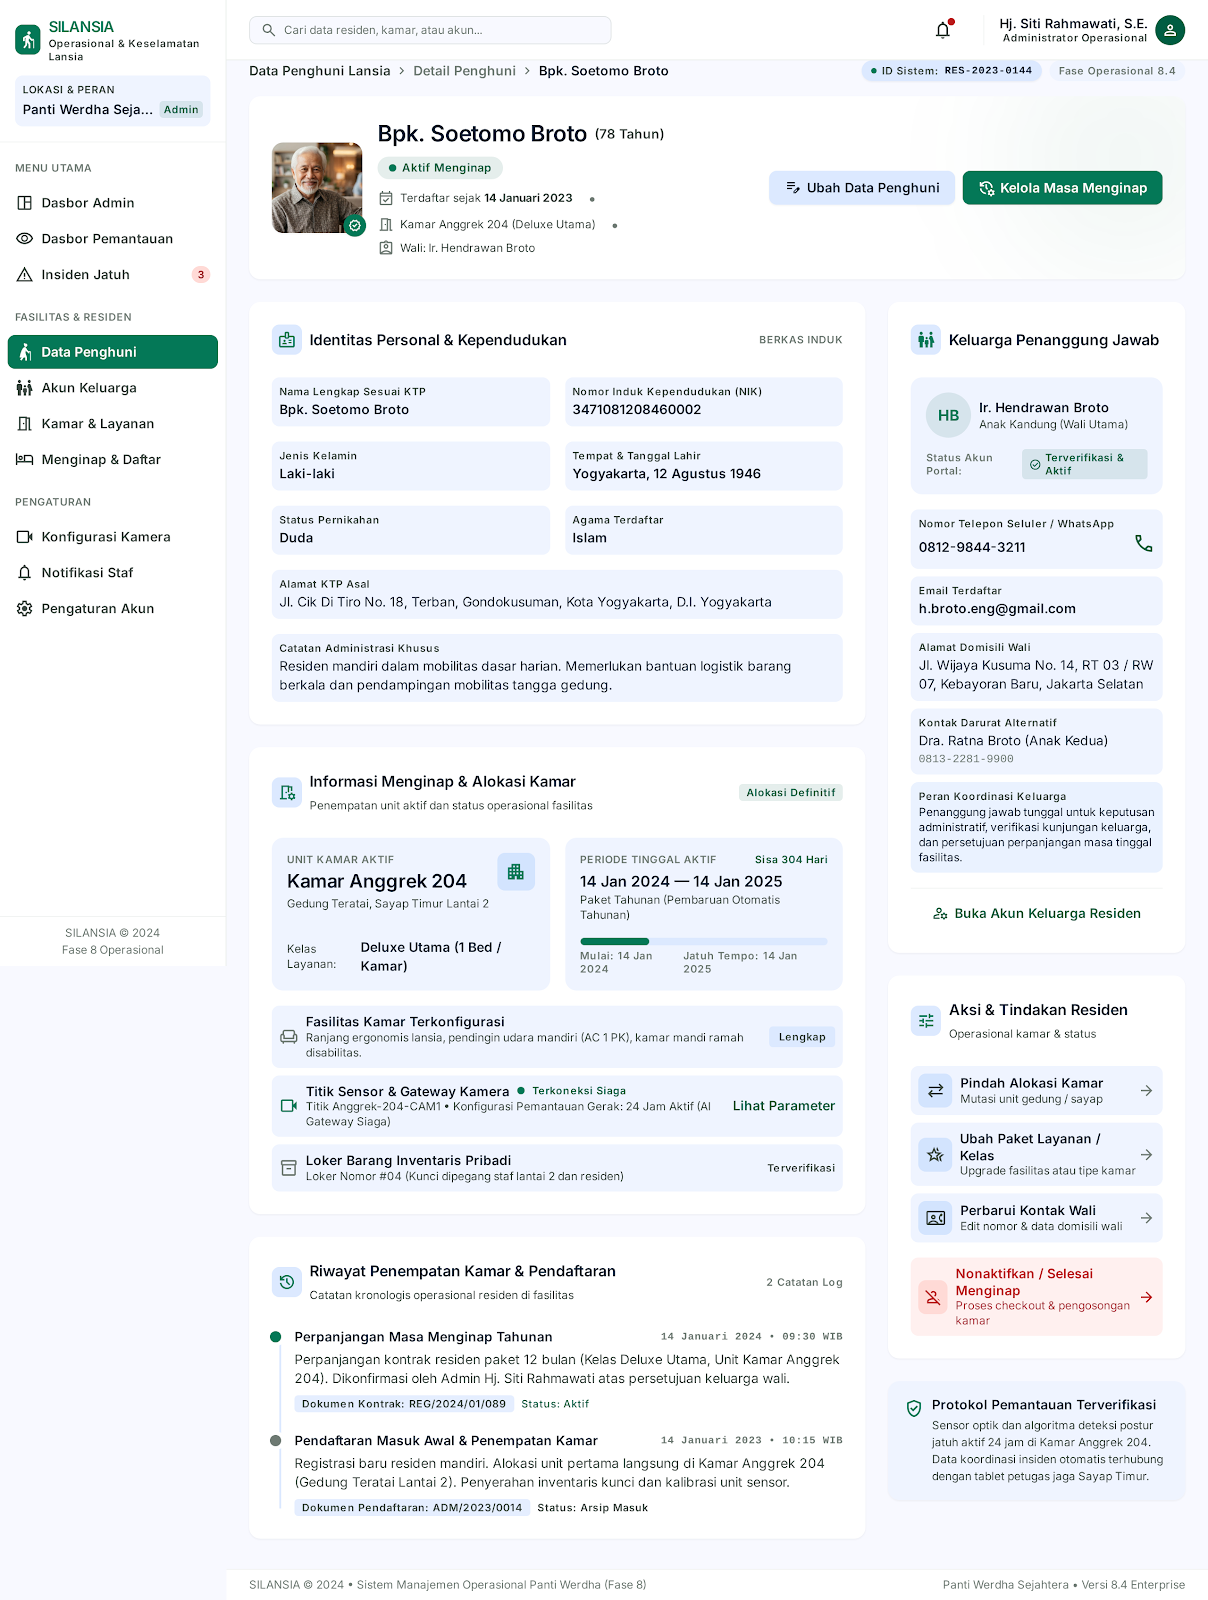 SILANSIA
Operasional & Keselamatan
Lansia
LOKASI & PERAN
Panti Werdha Seja... Admin
MENU UTAMA
Dasbor Admin
Dasbor Pemantauan
Insiden Jatuh 3
FASILITAS & RESIDEN
Data Penghuni
Akun Keluarga
Kamar & Layanan
Menginap & Daftar
PENGATURAN
Konfigurasi Kamera
Notifikasi Staf
Pengaturan Akun
SILANSIA © 2024
Fase 8 Operasional
Cari data residen, kamar, atau akun...
Hj. Siti Rahmawati, S.E.
Administrator Operasional
Data Penghuni Lansia > Detail Penghuni > Bpk. Soetomo Broto
ID Sistem: RES-2023-0144
Fase Operasional 8.4
Bpk. Soetomo Broto (78 Tahun)
Aktif Menginap
Terdaftar sejak 14 Januari 2023 •
Kamar Anggrek 204 (Deluxe Utama) •
Wali: Ir. Hendrawan Broto
Ubah Data Penghuni
Kelola Masa Menginap
Identitas Personal & Kependudukan
BERKAS INDUK
Nama Lengkap Sesuai KTP
Bpk. Soetomo Broto
Nomor Induk Kependudukan (NIK)
3471081208460002
Jenis Kelamin
Laki-laki
Tempat & Tanggal Lahir
Yogyakarta, 12 Agustus 1946
Status Pernikahan
Duda
Agama Terdaftar
Islam
Alamat KTP Asal
Jl. Cik Di Tiro No. 18, Terban, Gondokusuman, Kota Yogyakarta, D.I. Yogyakarta
Catatan Administrasi Khusus
Residen mandiri dalam mobilitas dasar harian. Memerlukan bantuan logistik barang
berkala dan pendampingan mobilitas tangga gedung.
Informasi Menginap & Alokasi Kamar
Penempatan unit aktif dan status operasional fasilitas
Alokasi Definitif
UNIT KAMAR AKTIF
Kamar Anggrek 204
Gedung Teratai, Sayap Timur Lantai 2
Kelas
Layanan:
Deluxe Utama (1 Bed /
Kamar)
PERIODE TINGGAL AKTIF
Sisa 304 Hari
14 Jan 2024 — 14 Jan 2025
Paket Tahunan (Pembaruan Otomatis
Tahunan)
Mulai: 14 Jan
2024
Jatuh Tempo: 14 Jan
2025
Fasilitas Kamar Terkonfigurasi
Ranjang ergonomis lansia, pendingin udara mandiri (AC 1 PK), kamar mandi ramah
disabilitas.
Lengkap
Titik Sensor & Gateway Kamera • Terkoneksi Siaga
Titik Anggrek-204-CAM1 • Konfigurasi Pemantauan Gerak: 24 Jam Aktif (AI
Gateway Siaga)
Lihat Parameter
Loker Barang Inventaris Pribadi
Loker Nomor #04 (Kunci dipegang staf lantai 2 dan residen)
Terverifikasi
Riwayat Penempatan Kamar & Pendaftaran
Catatan kronologis operasional residen di fasilitas
2 Catatan Log
Perpanjangan Masa Menginap Tahunan
14 Januari 2024 • 09:30 WIB
Perpanjangan kontrak residen paket 12 bulan (Kelas Deluxe Utama, Unit Kamar Anggrek
204). Dikonfirmasi oleh Admin Hj. Siti Rahmawati atas persetujuan keluarga wali.
Dokumen Kontrak: REG/2024/01/089 Status: Aktif
Pendaftaran Masuk Awal & Penempatan Kamar
14 Januari 2023 • 10:15 WIB
Registrasi baru residen mandiri. Alokasi unit pertama langsung di Kamar Anggrek 204
(Gedung Teratai Lantai 2). Penyerahan inventaris kunci dan kalibrasi unit sensor.
Dokumen Pendaftaran: ADM/2023/0014 Status: Arsip Masuk
Keluarga Penanggung Jawab
HB
Ir. Hendrawan Broto
Anak Kandung (Wali Utama)
Status Akun
Portal:
Terverifikasi &
Aktif
Nomor Telepon Seluler / WhatsApp
0812-9844-3211
Email Terdaftar
h.broto.eng@gmail.com
Alamat Domisili Wali
Jl. Wijaya Kusuma No. 14, RT 03 / RW
07, Kebayoran Baru, Jakarta Selatan
Kontak Darurat Alternatif
Dra. Ratna Broto (Anak Kedua)
0813-2281-9900
Peran Koordinasi Keluarga
Penanggung jawab tunggal untuk keputusan
administratif, verifikasi kunjungan keluarga,
dan persetujuan perpanjangan masa tinggal
fasilitas.
Buka Akun Keluarga Residen
Aksi & Tindakan Residen
Operasional kamar & status
Pindah Alokasi Kamar
Mutasi unit gedung / sayap
Ubah Paket Layanan /
Kelas
Upgrade fasilitas atau tipe kamar
Perbarui Kontak Wali
Edit nomor & data domisili wali
Nonaktifkan / Selesai
Menginap
Proses checkout & pengosongan
kamar
Protokol Pemantauan Terverifikasi
Sensor optik dan algoritma deteksi postur
jatuh aktif 24 jam di Kamar Anggrek 204.
Data koordinasi insiden otomatis terhubung
dengan tablet petugas jaga Sayap Timur.
SILANSIA © 2024 • Sistem Manajemen Operasional Panti Werdha (Fase 8)
Panti Werdha Sejahtera • Versi 8.4 Enterprise